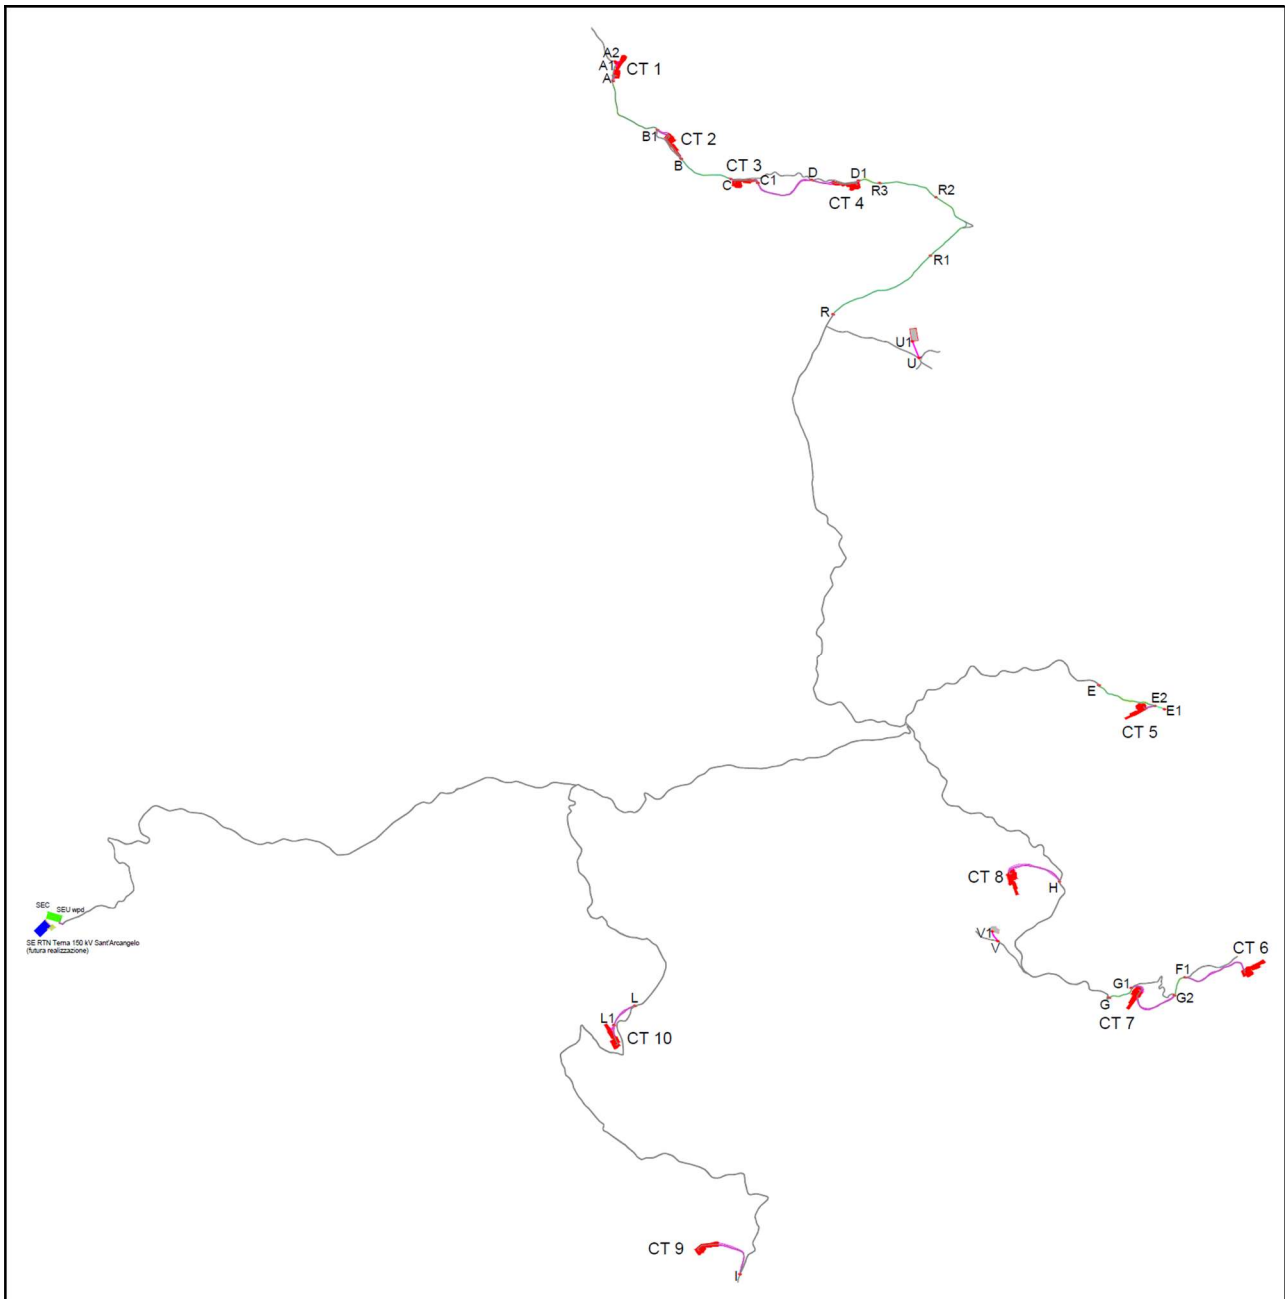 A2
A1
CT 1
A
B1
CT 2
B
CT 3
C
C1
D
D1
R3
R2
CT 4
R1
R
U1
U
E
E2
E1
CT 5
CT 8
H
V1
V
CT 6
F1
G1
G2
G
CT 7
SEC
SEU wpd
SE RTN Terna 150 kV Sant'Arcangelo
(futura realizzazione)
L
L1
CT 10
CT 9
I